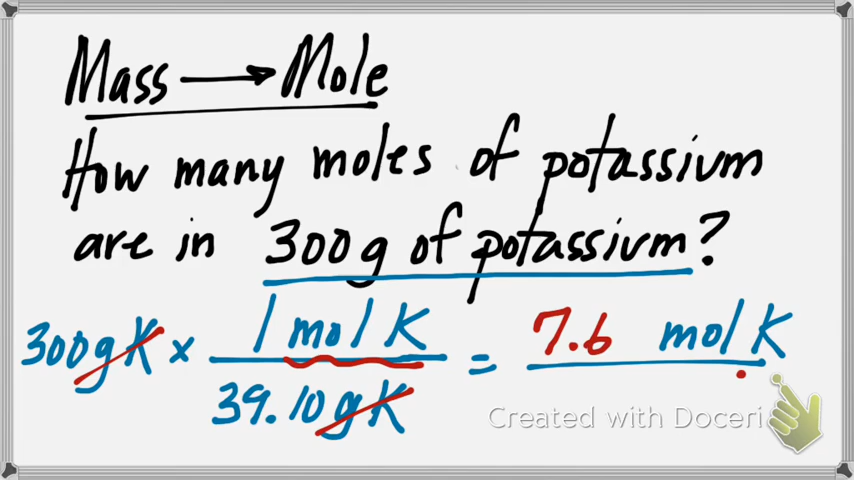 Mass → Mole
How many moles of potassium
are in 300g of potassium?
300gK × 1 mol K / 39.10gK = 7.6 mol K
Created with Doceri